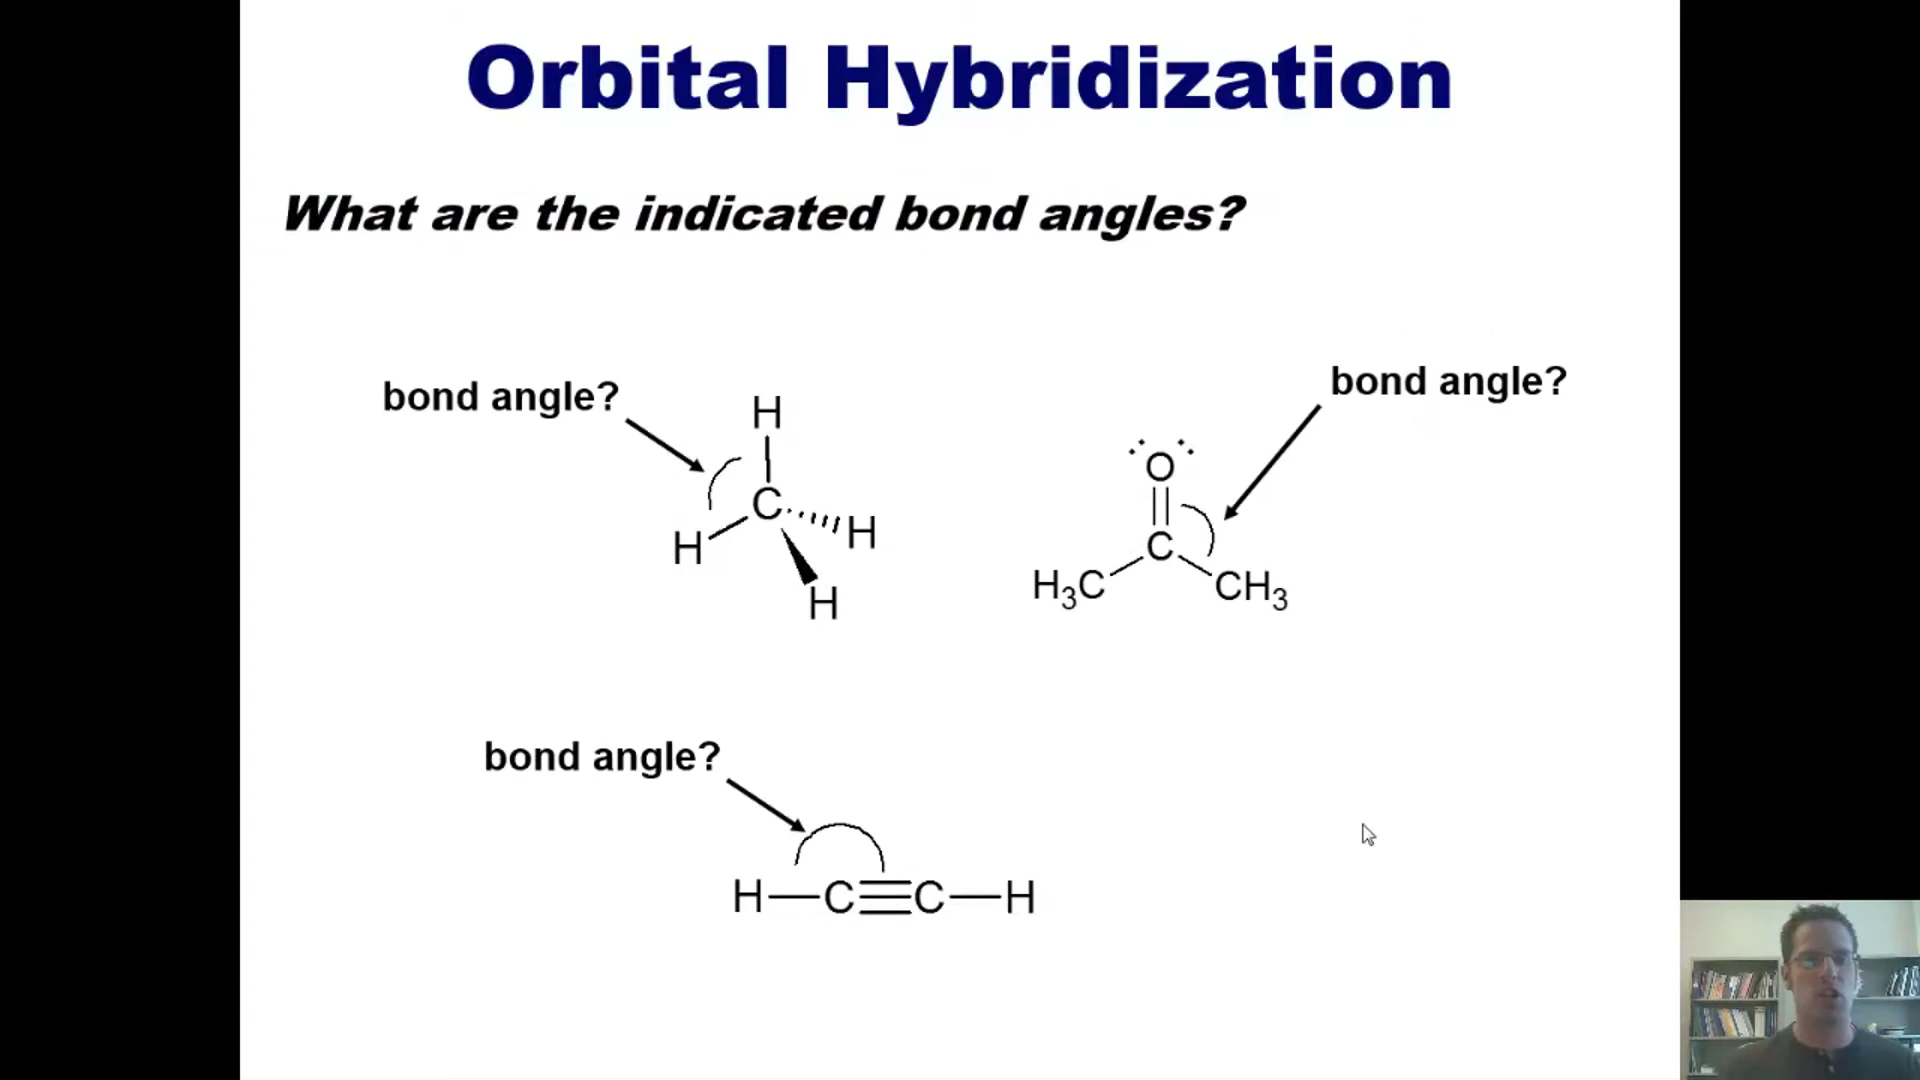 Orbital Hybridization
What are the indicated bond angles?
bond angle?
H
C
H
H
H
bond angle?
O
C
H3C
CH3
bond angle?
H—C≡C—H